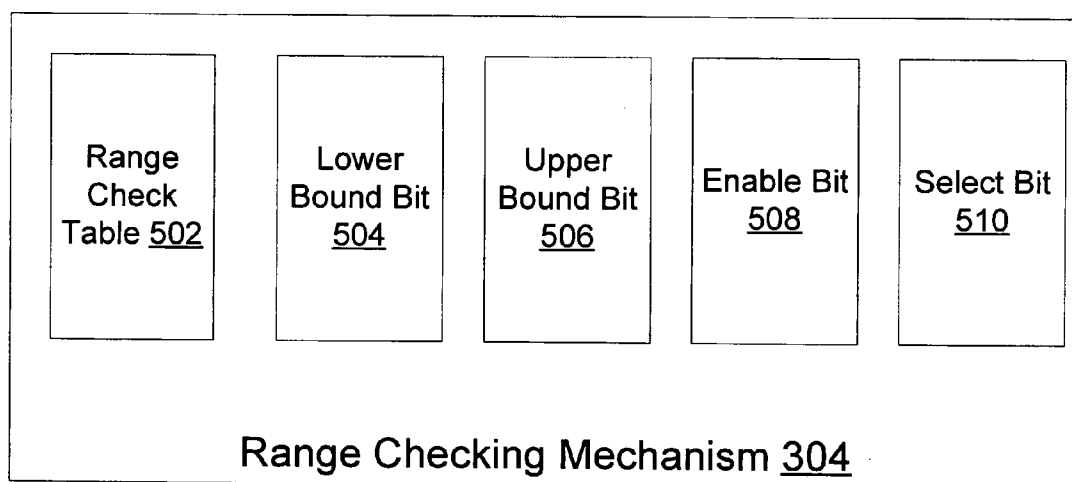 Range
Check
Table 502
Lower
Bound Bit
504
Upper
Bound Bit
506
Enable Bit
508
Select Bit
510
Range Checking Mechanism 304